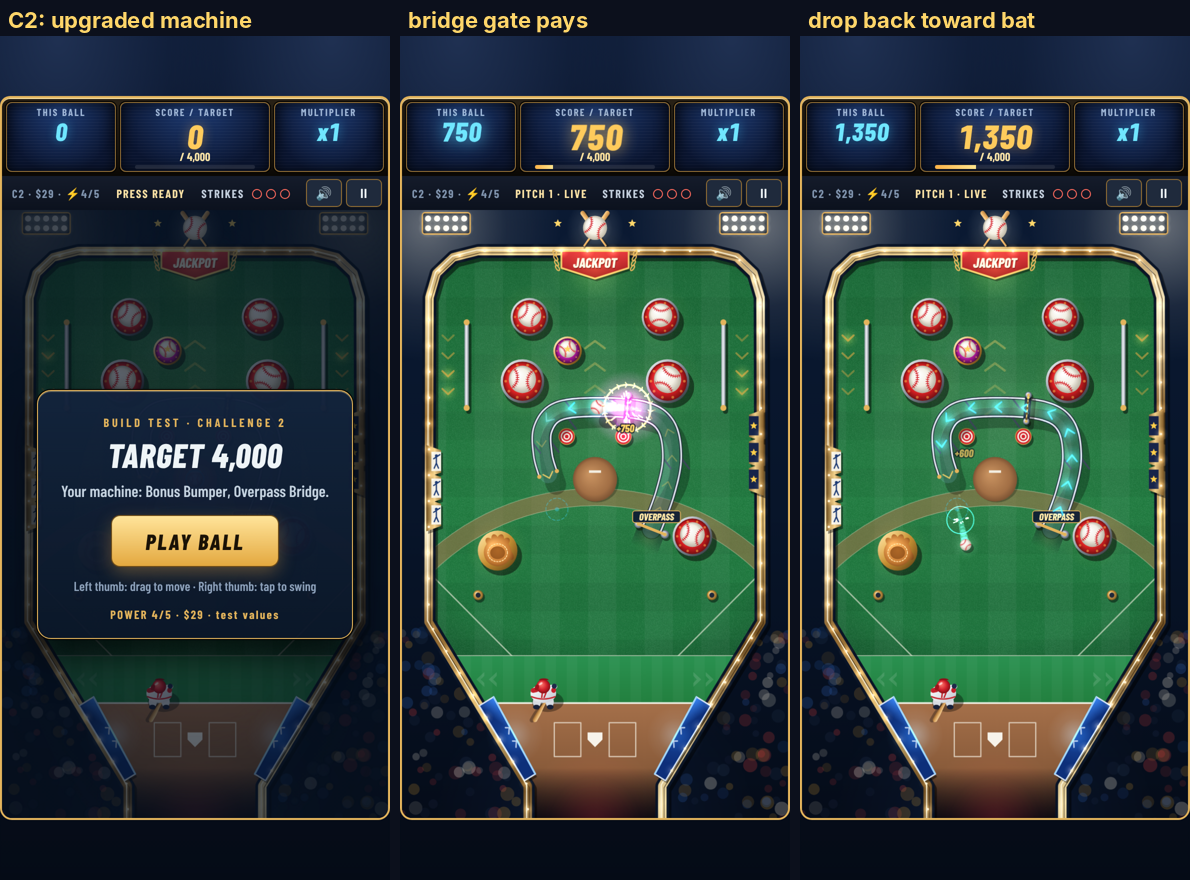 C2: upgraded machine
THIS BALL
0
SCORE / TARGET
0
/ 4,000
MULTIPLIER
x1
C2 · $29 · ⚡4/5
PRESS READY
STRIKES
JACKPOT
BUILD TEST · CHALLENGE 2
TARGET 4,000
Your machine: Bonus Bumper, Overpass Bridge.
PLAY BALL
Left thumb: drag to move · Right thumb: tap to swing
POWER 4/5 · $29 · test values
bridge gate pays
THIS BALL
750
SCORE / TARGET
750
/ 4,000
MULTIPLIER
x1
C2 · $29 · ⚡4/5
PITCH 1 · LIVE
STRIKES
JACKPOT
+750
OVERPASS
drop back toward bat
THIS BALL
1,350
SCORE / TARGET
1,350
/ 4,000
MULTIPLIER
x1
C2 · $29 · ⚡4/5
PITCH 1 · LIVE
STRIKES
JACKPOT
+600
OVERPASS